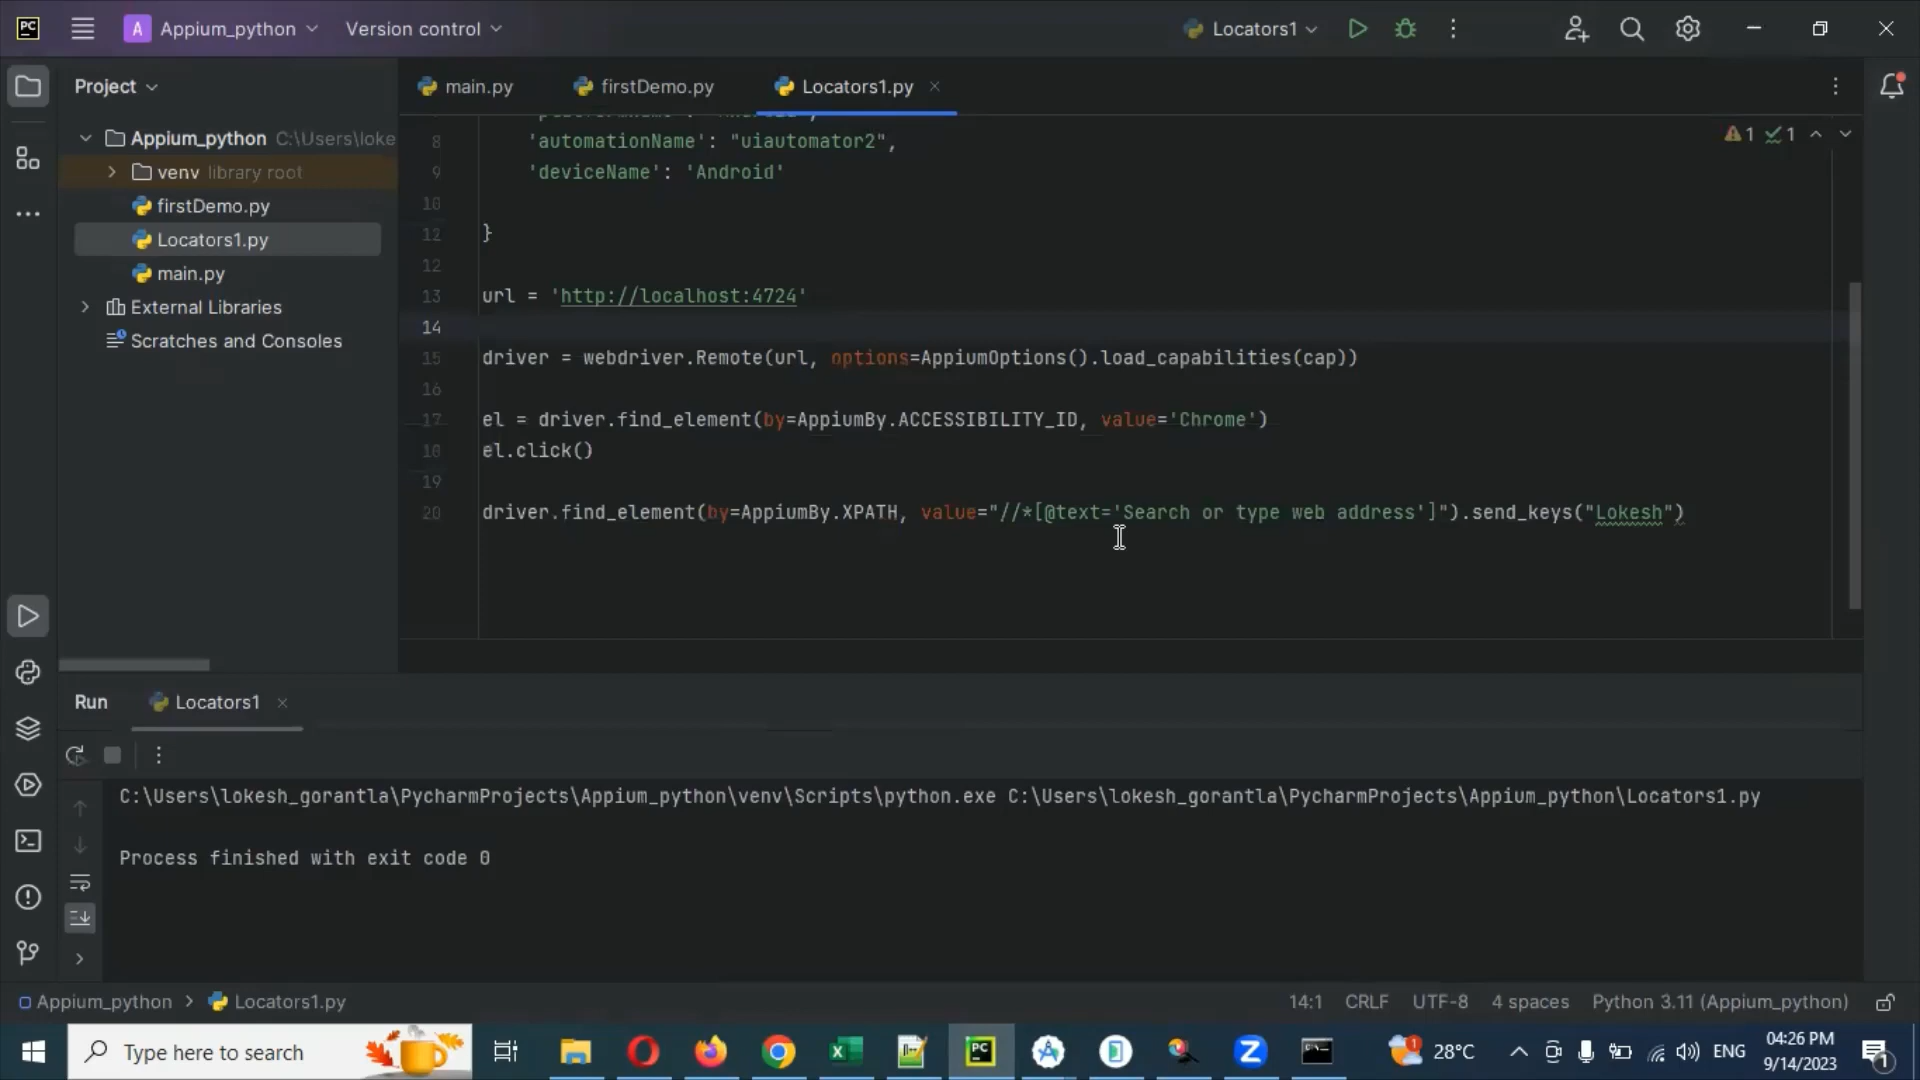 PC
A Appium_python
Version control
Locators1
Project
main.py
firstDemo.py
Locators1.py
Appium_python C:\Users\loke
venv library root
firstDemo.py
Locators1.py
main.py
External Libraries
Scratches and Consoles
1 1
8 'automationName': "uiautomator2",
9 'deviceName': 'Android'
10
12 }
12
13 url = 'http://localhost:4724'
14
15 driver = webdriver.Remote(url, options=AppiumOptions().load_capabilities(cap))
16
17 el = driver.find_element(by=AppiumBy.ACCESSIBILITY_ID, value='Chrome')
18 el.click()
19
20 driver.find_element(by=AppiumBy.XPATH, value="//*[@text='Search or type web address']").send_keys("Lokesh")
Run
Locators1
C:\Users\lokesh_gorantla\PycharmProjects\Appium_python\venv\Scripts\python.exe C:\Users\lokesh_gorantla\PycharmProjects\Appium_python\Locators1.py
Process finished with exit code 0
Appium_python > Locators1.py
14:1 CRLF UTF-8 4 spaces Python 3.11 (Appium_python)
Type here to search
PC
28°C
ENG
04:26 PM
9/14/2023
1